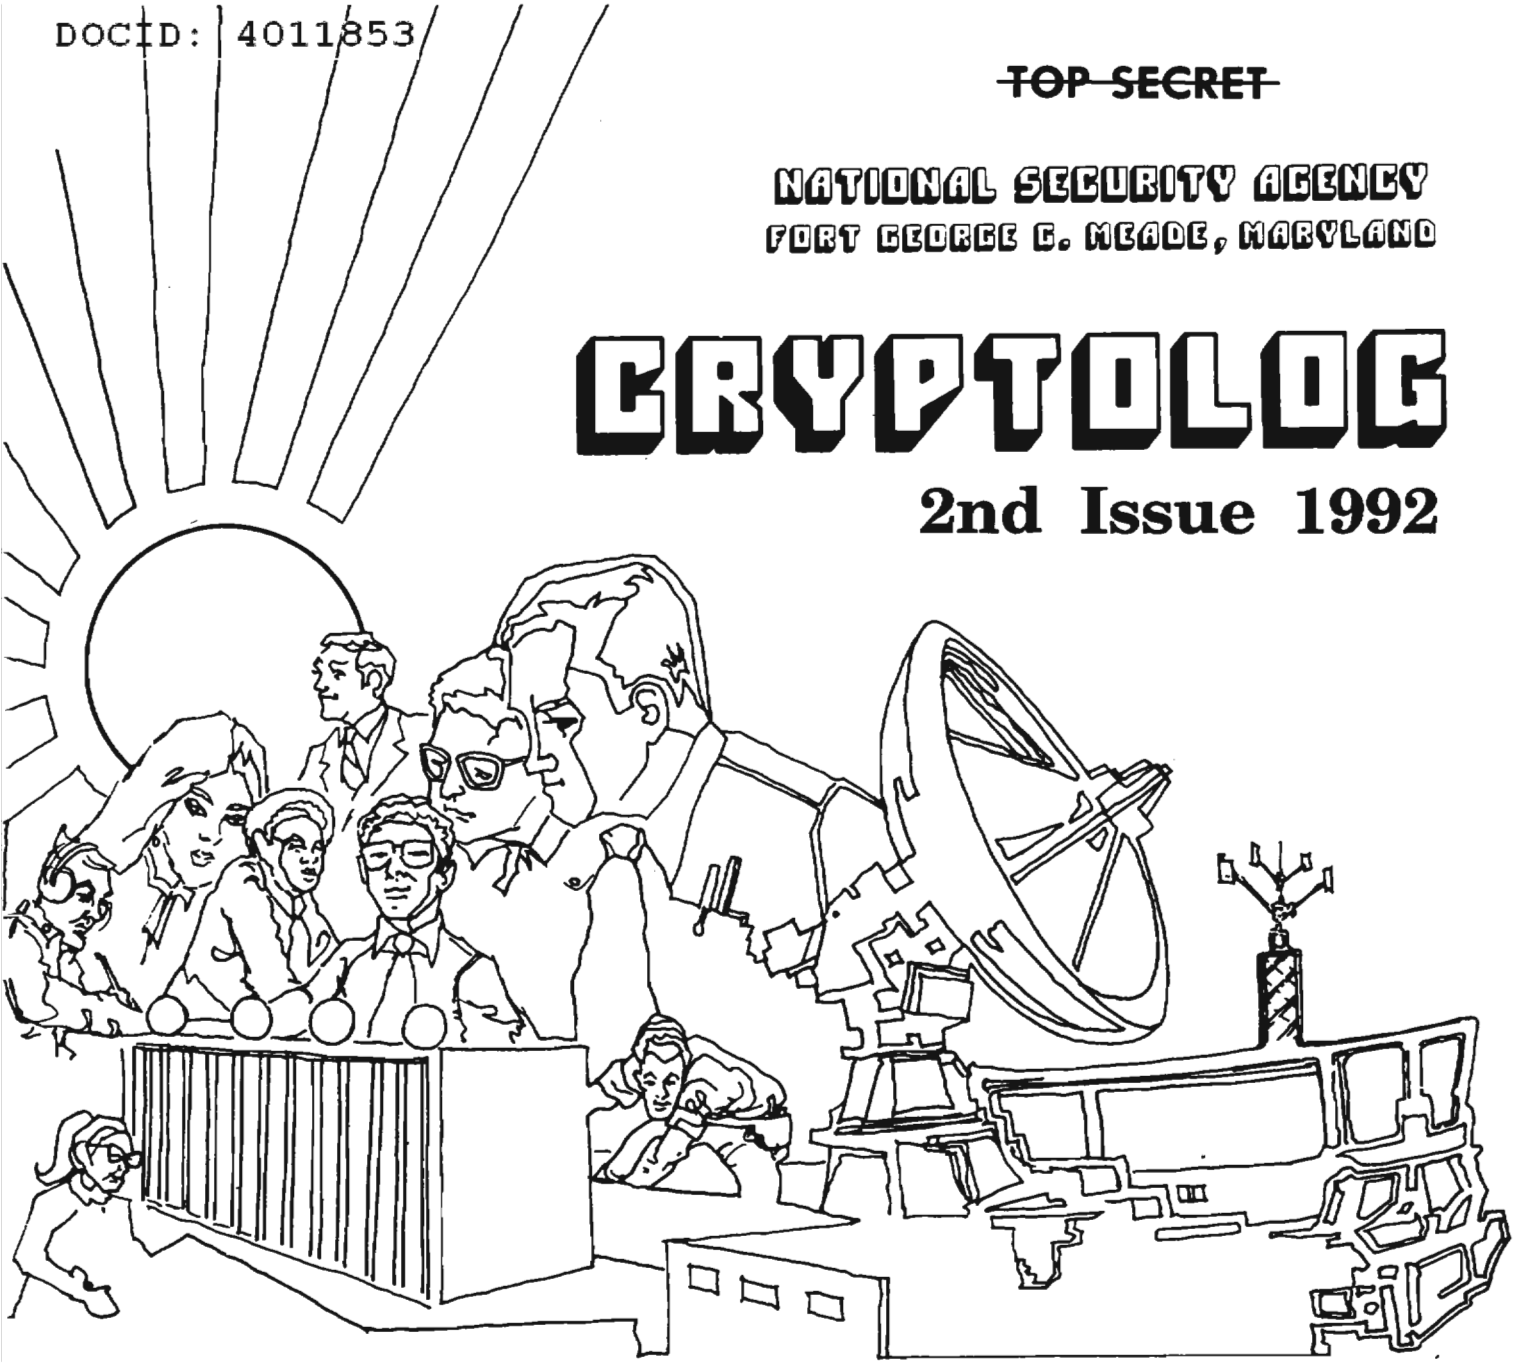 DOCID: 4011853
TOP SECRET
NATIONAL SECURITY AGENCY
FORT GEORGE G. MEADE, MARYLAND
CRYPTOLOG
2nd Issue 1992